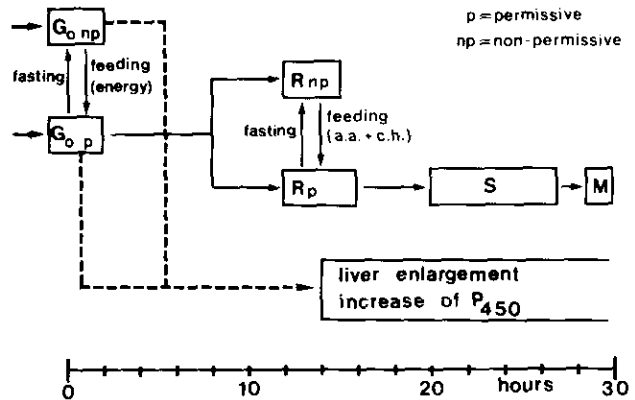 G₀ np
p = permissive
np = non-permissive
fasting
feeding
(energy)
G₀ p
R np
fasting
feeding
(a.a. + c.h.)
R p
S
M
liver enlargement
increase of P₄₅₀
0
10
20
30
hours